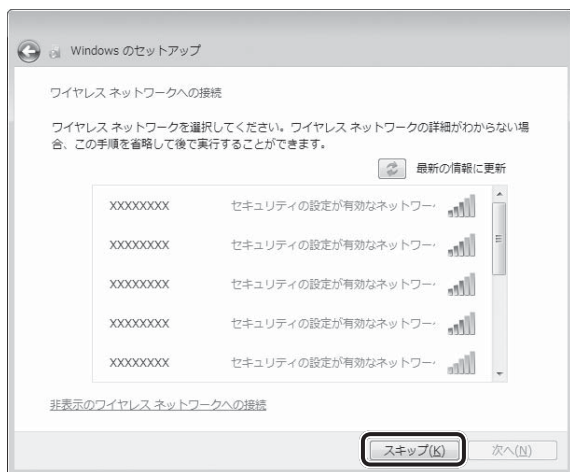 Windows のセットアップ
ワイヤレス ネットワークへの接続
ワイヤレス ネットワークを選択してください。ワイヤレス ネットワークの詳細がわからない場
合、この手順を省略して後で実行することができます。
最新の情報に更新
XXXXXXXX セキュリティの設定が有効なネットワー
XXXXXXXX セキュリティの設定が有効なネットワー
XXXXXXXX セキュリティの設定が有効なネットワー
XXXXXXXX セキュリティの設定が有効なネットワー
XXXXXXXX セキュリティの設定が有効なネットワー
非表示のワイヤレス ネットワークへの接続
スキップ(K) 次へ(N)